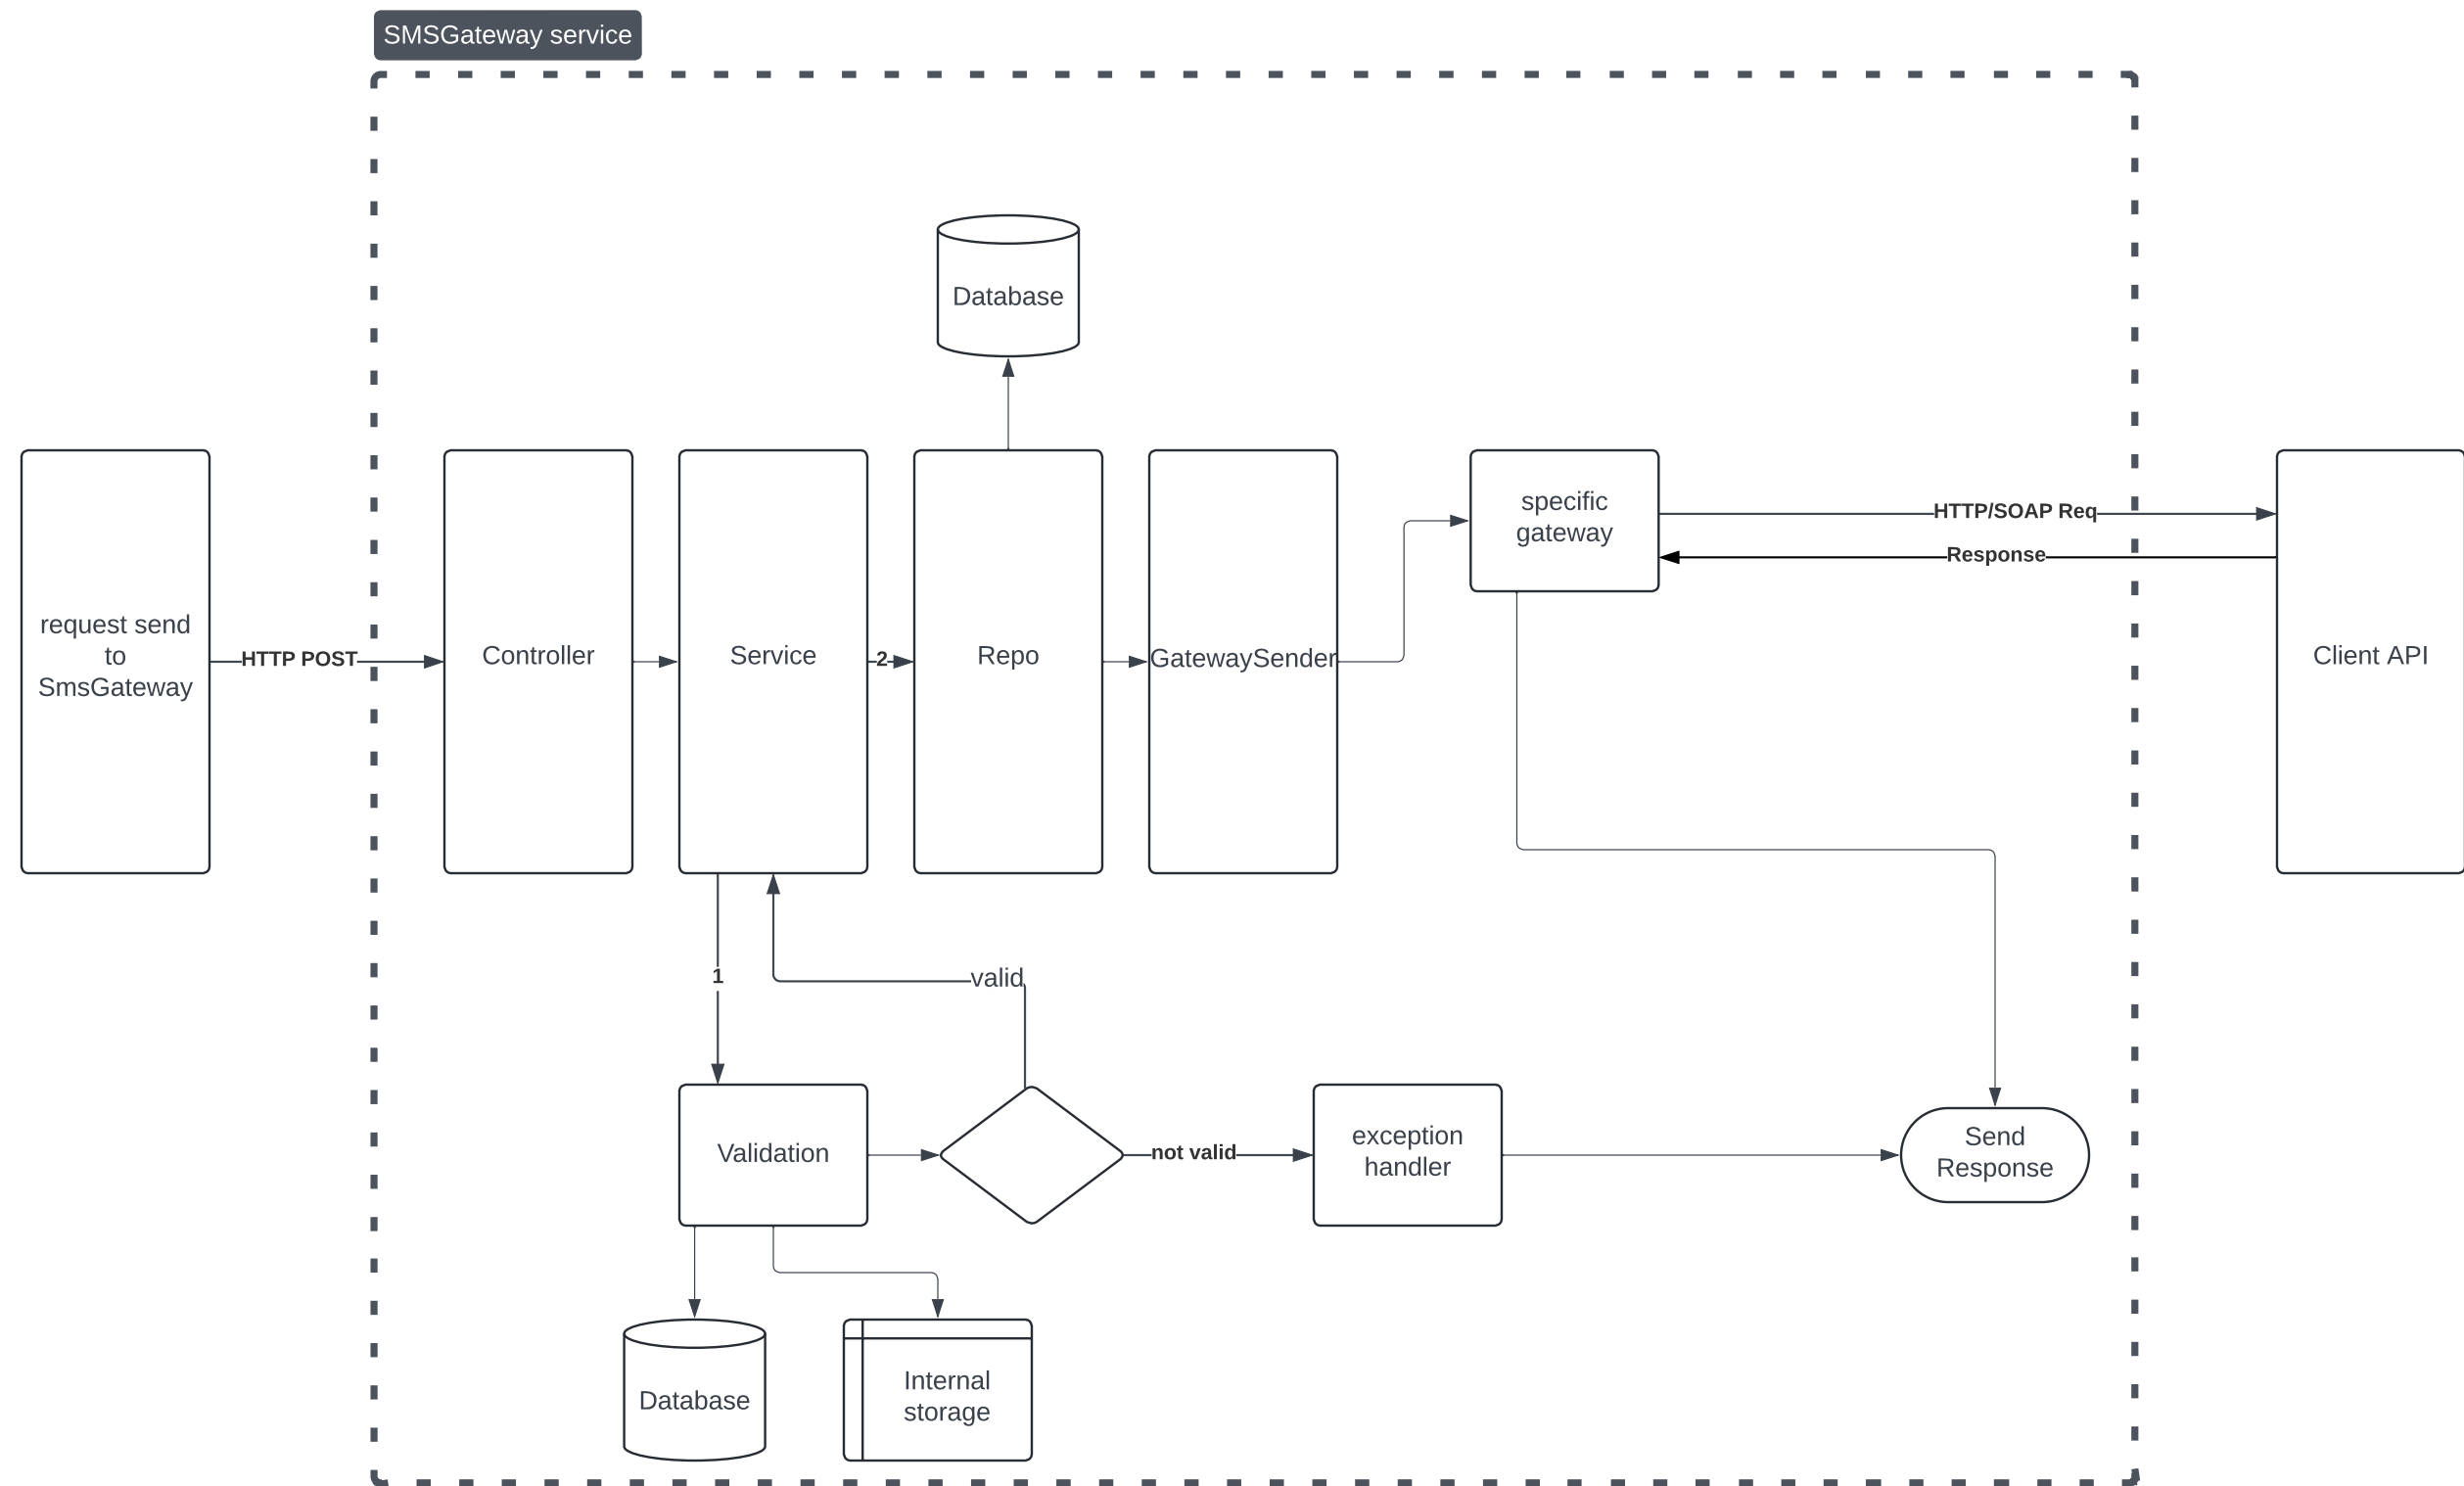 SMSGateway service
Database
request send
to
SmsGateway
HTTP POST
Controller
Service
2
Repo
GatewaySender
specific
gateway
HTTP/SOAP Req
Response
Client API
1
valid
Validation
not valid
exception
handler
Send
Response
Database
Internal
storage